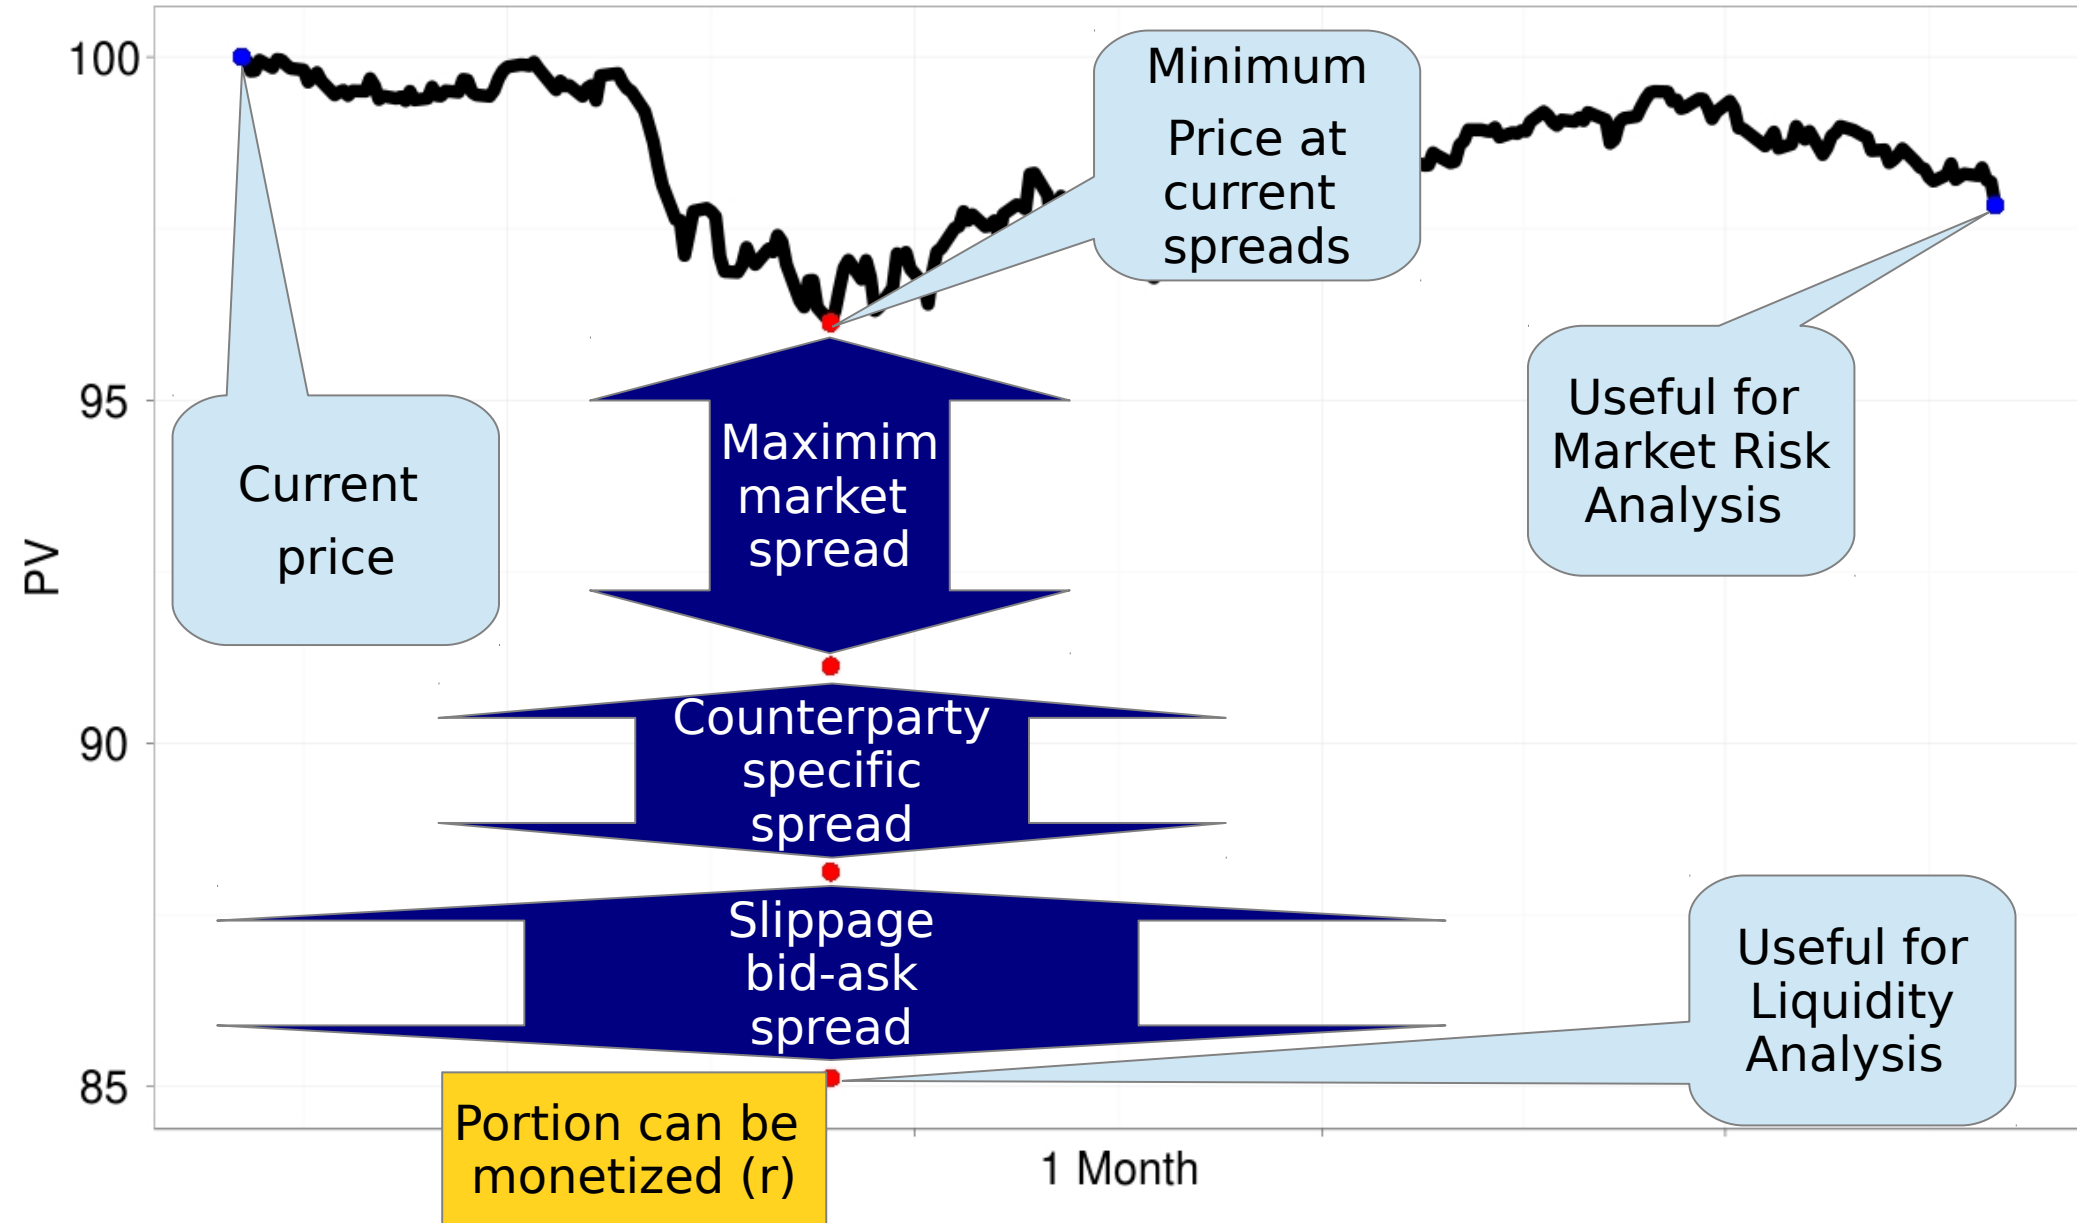 100
95
90
85
PV
Current
price
Minimum
Price at
current
spreads
Useful for
Market Risk
Analysis
Maximim
market
spread
Counterparty
specific
spread
Slippage
bid-ask
spread
Useful for
Liquidity
Analysis
Portion can be
monetized (r)
1 Month